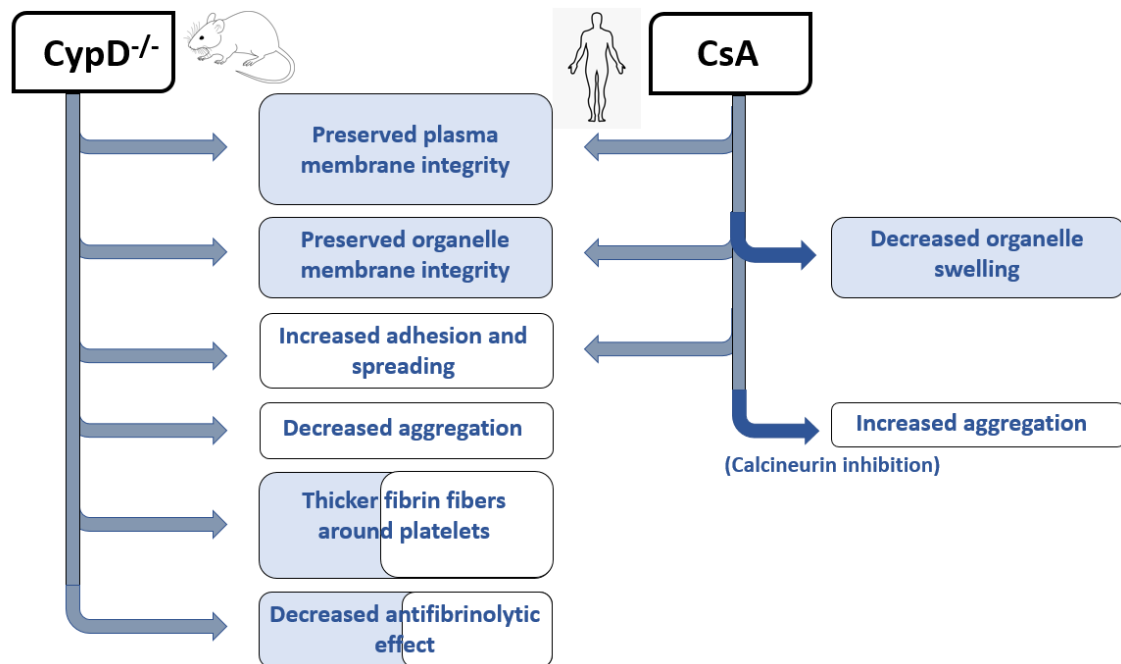 CypD-/-
CsA
Preserved plasma
membrane integrity
Preserved organelle
membrane integrity
Decreased organelle
swelling
Increased adhesion and
spreading
Decreased aggregation
Increased aggregation
(Calcineurin inhibition)
Thicker fibrin fibers
around platelets
Decreased antifibrinolytic
effect